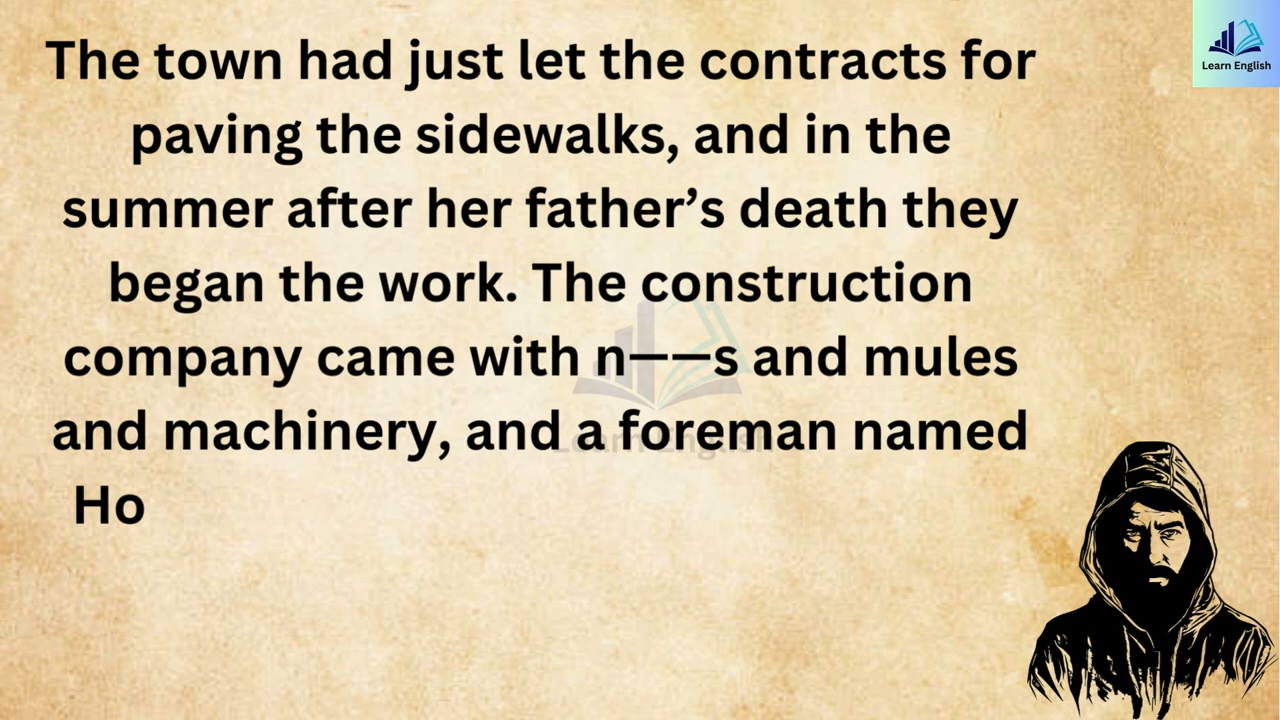 The town had just let the contracts for
paving the sidewalks, and in the
summer after her father’s death they
began the work. The construction
company came with n——s and mules
and machinery, and a foreman named
Ho
Learn English
Learn English